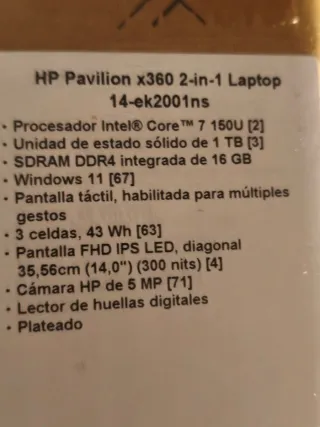 HP Pavilion x360 2-in-1 Laptop
14-ek2001ns
• Procesador Intel® Core™ 7 150U [2]
• Unidad de estado sólido de 1 TB [3]
• SDRAM DDR4 integrada de 16 GB
• Windows 11 [67]
• Pantalla táctil, habilitada para múltiples
gestos
• 3 celdas, 43 Wh [63]
• Pantalla FHD IPS LED, diagonal
35,56cm (14,0") (300 nits) [4]
• Cámara HP de 5 MP [71]
• Lector de huellas digitales
• Plateado